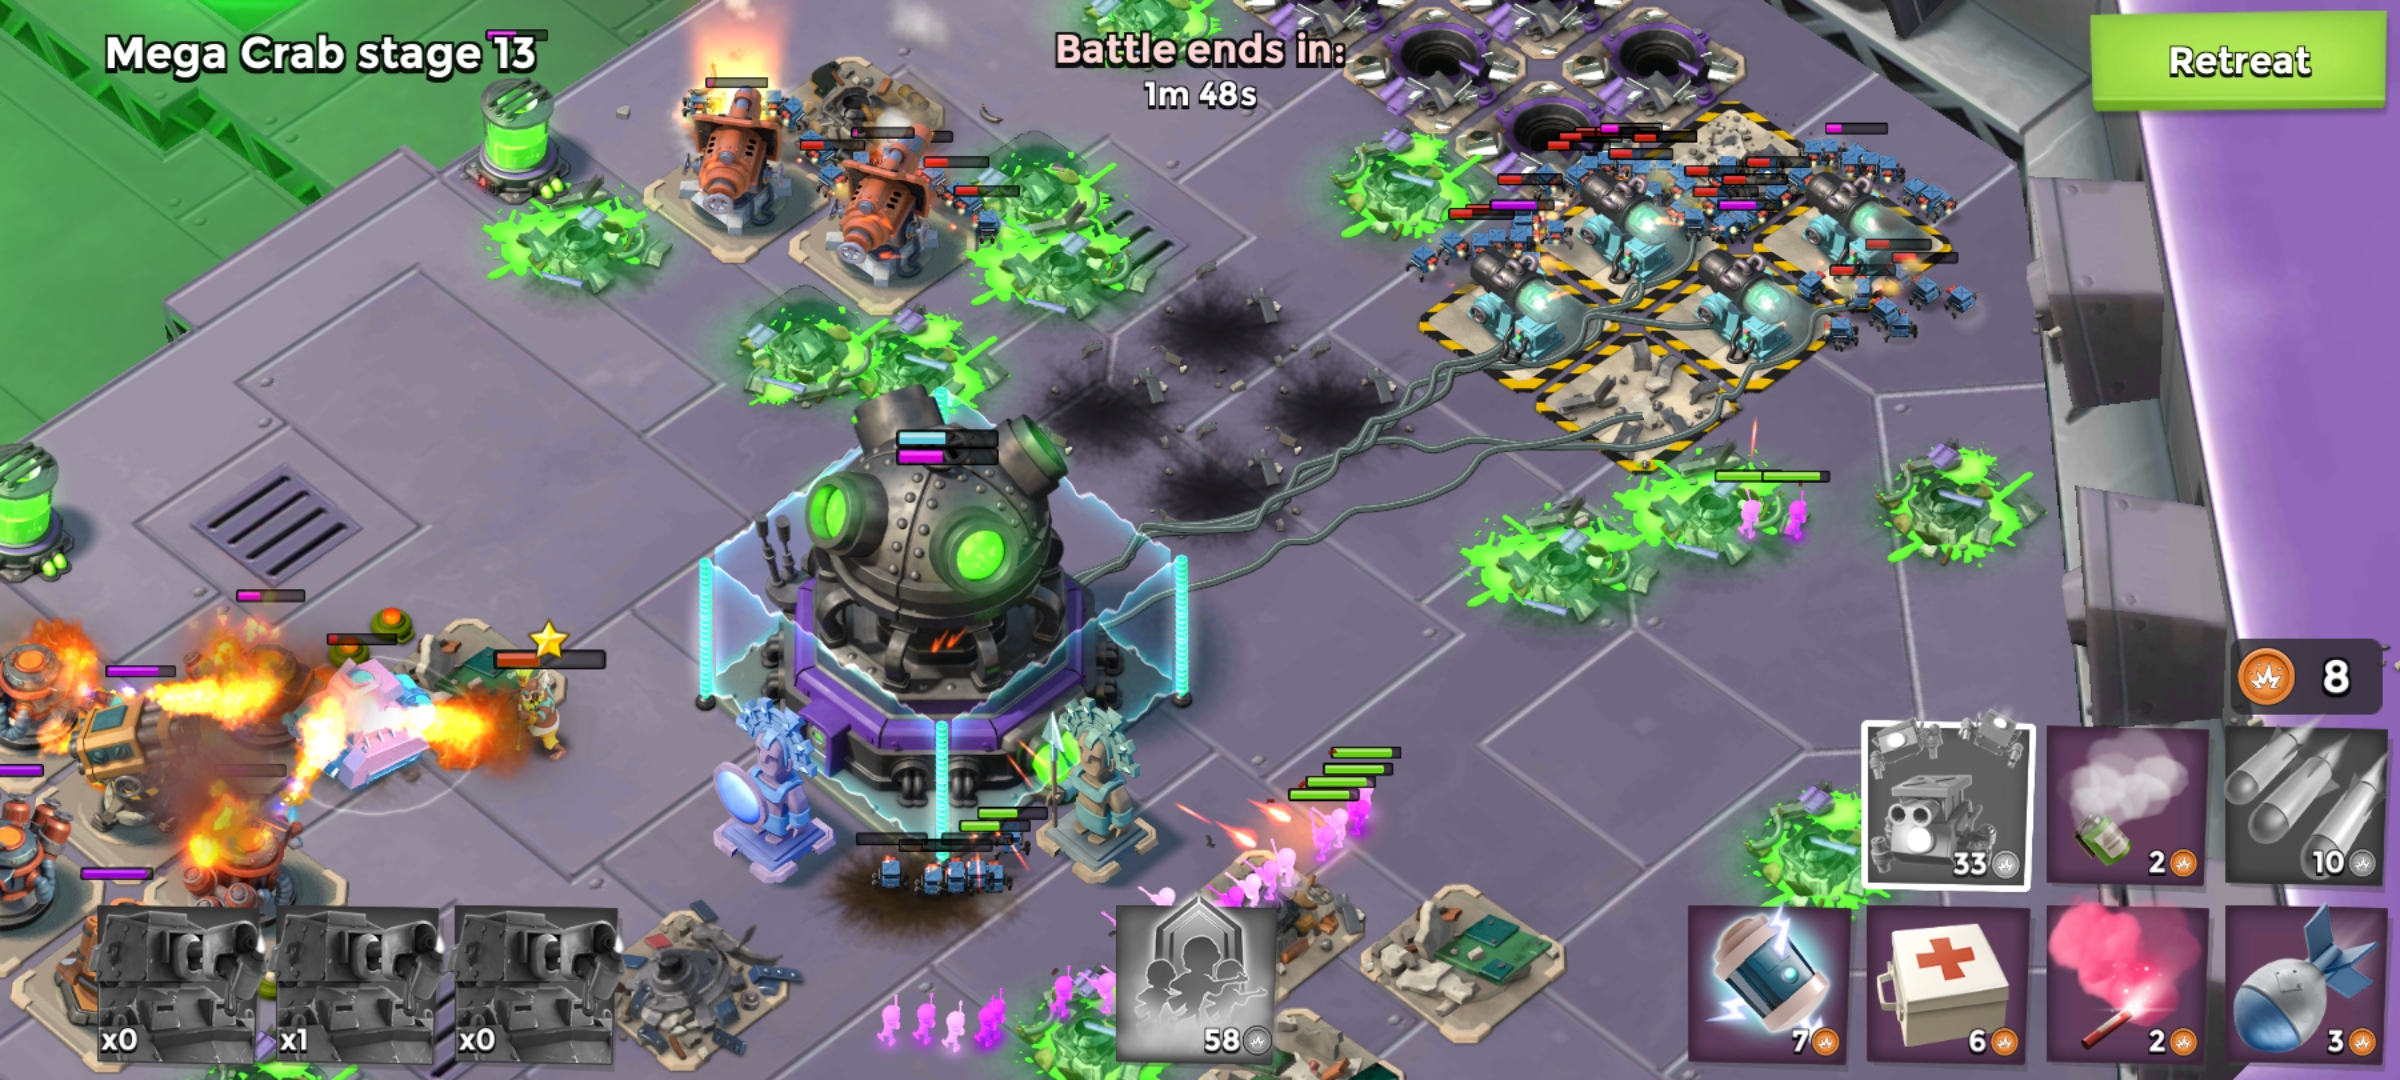 Mega Crab stage 13
Battle ends in:
1m 48s
Retreat
8
33
2
10
x0
x1
x0
58
7
6
2
3